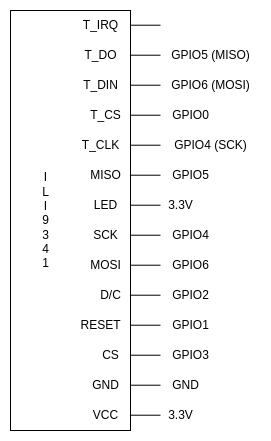 T_IRQ
T_DO GPIO5 (MISO)
T_DIN GPIO6 (MOSI)
T_CS GPIO0
T_CLK GPIO4 (SCK)
MISO GPIO5
LED 3.3V
SCK GPIO4
MOSI GPIO6
D/C GPIO2
RESET GPIO1
CS GPIO3
GND GND
VCC 3.3V
I
L
I
9
3
4
1